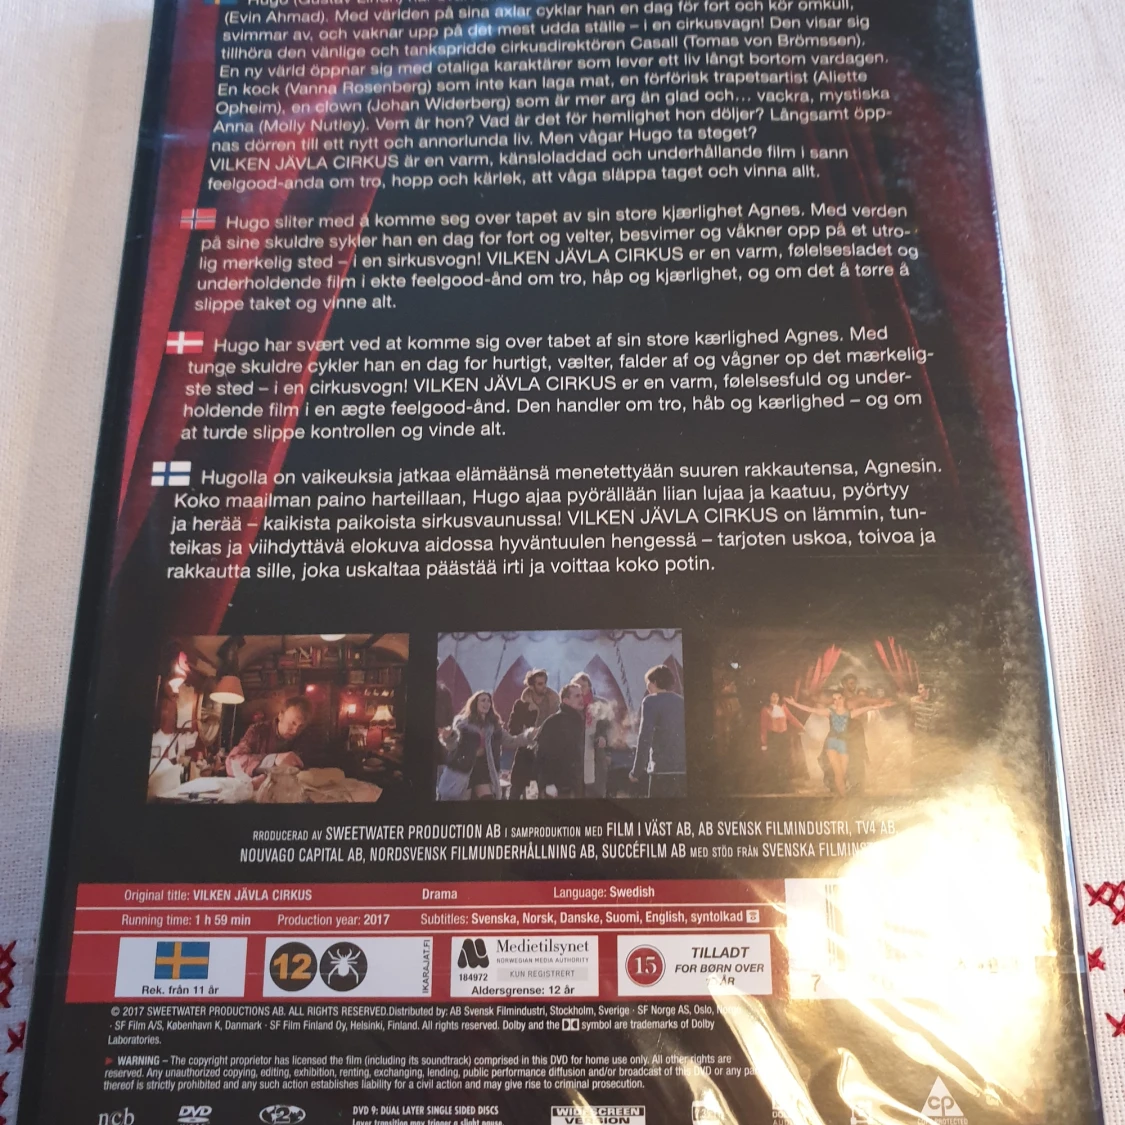 (Evin Ahmad). Med världen på sina axlar cyklar han en dag för fort och kör omkull,
svimmar av, och vaknar upp på det mest udda ställe – i en cirkusvagn! Den visar sig
tillhöra den vänlige och tankspridde cirkusdirektören Casall (Tomas von Brömssen).
En ny värld öppnar sig med otaliga karaktärer som lever ett liv långt bortom vardagen.
En kock (Vanna Rosenberg) som inte kan laga mat, en förförisk trapetsartist (Aliette
Opheim), en clown (Johan Widerberg) som är mer arg än glad och... vackra, mystiska
Anna (Molly Nutley). Vem är hon? Vad är det för hemlighet hon döljer? Långsamt öpp-
nas dörren till ett nytt och annorlunda liv. Men vågar Hugo ta steget?
VILKEN JÄVLA CIRKUS är en varm, känsloladdad och underhållande film i sann
feelgood-anda om tro, hopp och kärlek, att våga släppa taget och vinna allt.
Hugo sliter med å komme seg over tapet av sin store kjærlighet Agnes. Med verden
på sine skuldre sykler han en dag for fort og velter, besvimer og våkner opp på et utro-
lig merkelig sted – i en sirkusvogn! VILKEN JÄVLA CIRKUS er en varm, følelsesladet og
underholdende film i ekte feelgood-ånd om tro, håp og kjærlighet, og om det å tørre å
slippe taket og vinne alt.
Hugo har svært ved at komme sig over tabet af sin store kærlighed Agnes. Med
tunge skuldre cykler han en dag for hurtigt, vælter, falder af og vågner op det mærkelig-
ste sted – i en cirkusvogn! VILKEN JÄVLA CIRKUS er en varm, følelsesfuld og under-
holdende film i en ægte feelgood-ånd. Den handler om tro, håb og kærlighed – og om
at turde slippe kontrollen og vinde alt.
Hugolla on vaikeuksia jatkaa elämäänsä menetettyään suuren rakkautensa, Agnesin.
Koko maailman paino harteillaan, Hugo ajaa pyörällään liian lujaa ja kaatuu, pyörtyy
ja herää – kaikista paikoista sirkusvaunussa! VILKEN JÄVLA CIRKUS on lämmin, tun-
teikas ja viihdyttävä elokuva aidossa hyväntuulen hengessä – tarjoten uskoa, toivoa ja
rakkautta sille, joka uskaltaa päästää irti ja voittaa koko potin.
RRODUCERAD AV SWEETWATER PRODUCTION AB I SAMPRODUKTION MED FILM I VÄST AB, AB SVENSK FILMINDUSTRI, TV4 AB,
NOUVAGO CAPITAL AB, NORDSVENSK FILMUNDERHÅLLNING AB, SUCCÉFILM AB MED STÖD FRÅN SVENSKA
Original title: VILKEN JÄVLA CIRKUS Drama Language: Swedish
Running time: 1 h 59 min Production year: 2017 Subtitles: Svenska, Norsk, Danske, Suomi, English, syntolkad
Rek. från 11 år
12
IKARAJAT.FI
Medietilsynet
NORWEGIAN MEDIA AUTHORITY
184972 KUN REGISTRERT
Aldersgrense: 12 år
15 TILLADT
FOR BØRN OVER
ÅR
7
© 2017 SWEETWATER PRODUCTIONS AB. ALL RIGHTS RESERVED.Distributed by: AB Svensk Filmindustri, Stockholm, Sverige · SF Norge AS, Oslo,
· SF Film A/S, København K, Danmark · SF Film Finland Oy, Helsinki, Finland. All rights reserved. Dolby and the symbol are trademarks of Dolby
Laboratories.
WARNING – The copyright proprietor has licensed the film (including its soundtrack) comprised in this DVD for home use only. All other rights are
reserved. Any unauthorized copying, editing, exhibition, renting, exchanging, lending, public performance diffusion and/or broadcast of this DVD or any
thereof is strictly prohibited and any such action establishes liability for a civil action and may give rise to criminal prosecution.
ncb DVD 2 DVD 9: DUAL LAYER SINGLE SIDED DISCS WIDESCREEN cp
Layer transition may trigger a slight pause. VERSION